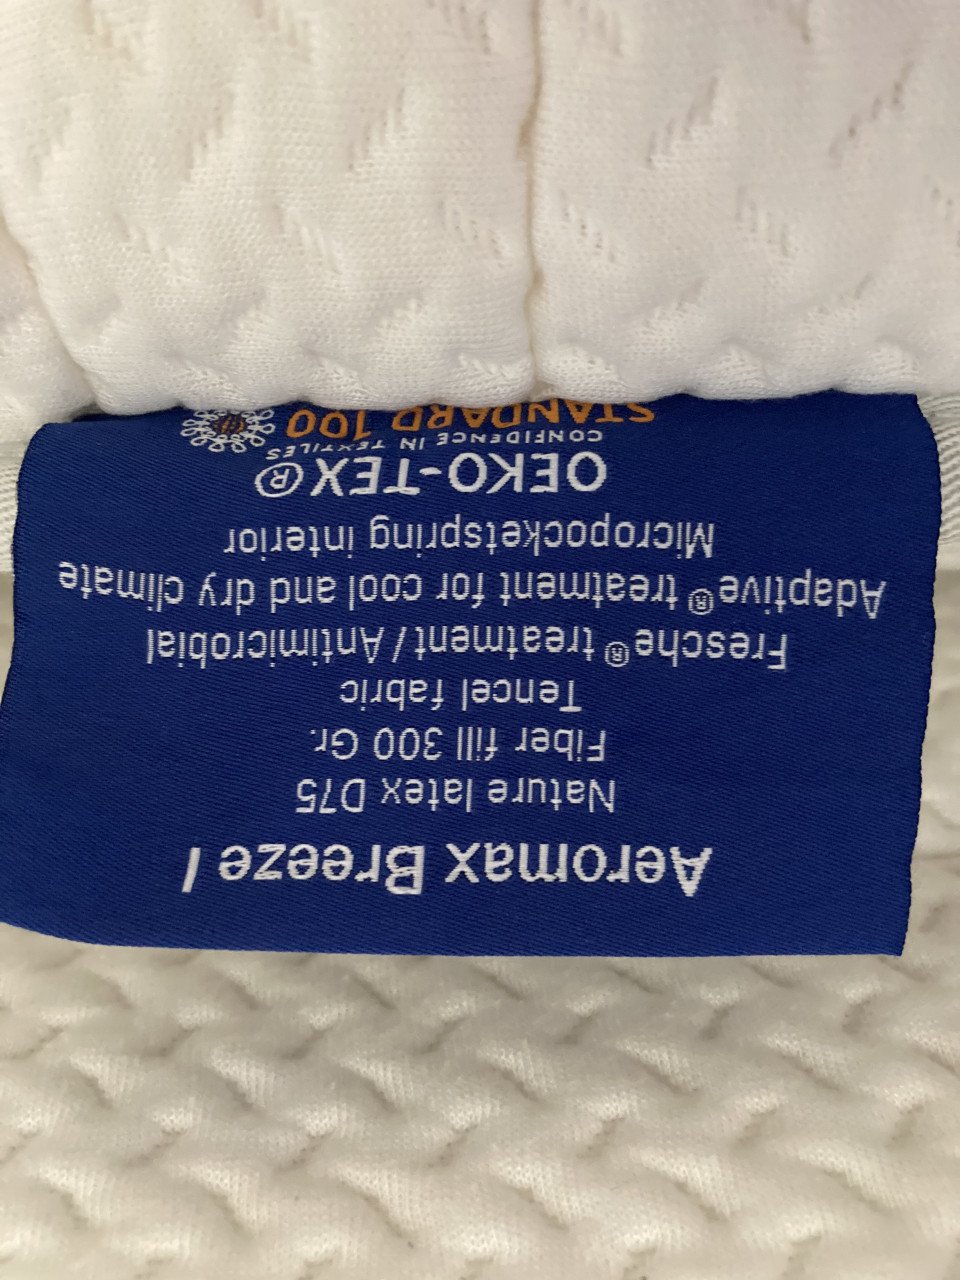 Aeromax Breeze I
Nature latex D75
Fiber fill 300 Gr.
Tencel fabric
Fresche® treatment / Antimicrobial
Adaptive® treatment for cool and dry climate
Micropocketspring interior
OEKO-TEX®
CONFIDENCE IN TEXTILES
STANDARD 100